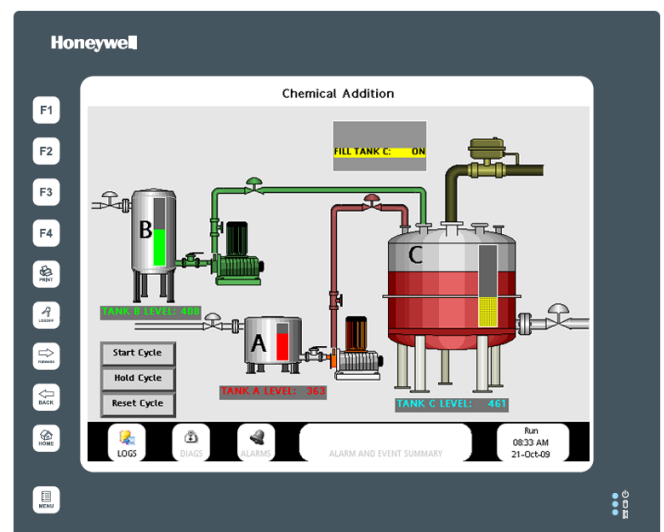 Honeywell
Chemical Addition
F1
F2
F3
F4
PRINT
LOGOFF
FORWARD
BACK
HOME
MENU
FILL TANK C: ON
B
C
A
TANK B LEVEL: 408
TANK A LEVEL: 363
TANK C LEVEL: 461
Start Cycle
Hold Cycle
Reset Cycle
LOGS
DIAGS
ALARMS
ALARM AND EVENT SUMMARY
Run
08:33 AM
21-Oct-09